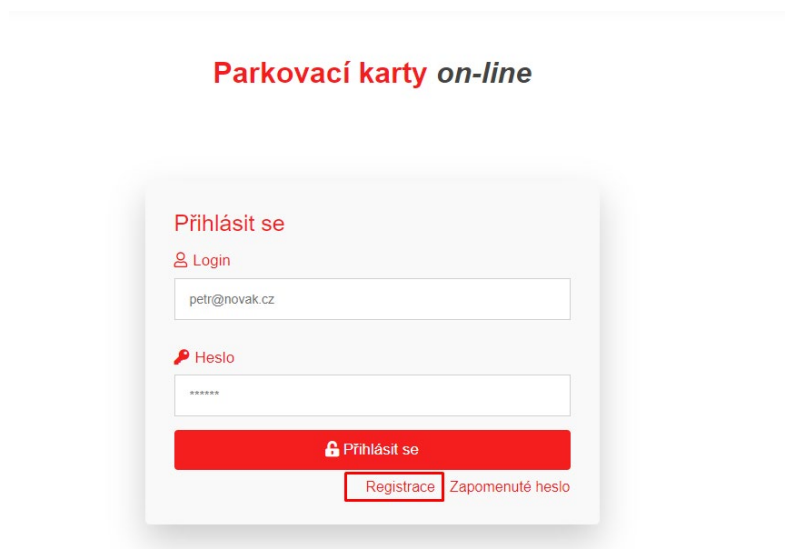 Parkovací karty on-line
Přihlásit se
Login
petr@novak.cz
Heslo
******
Přihlásit se
Registrace Zapomenuté heslo